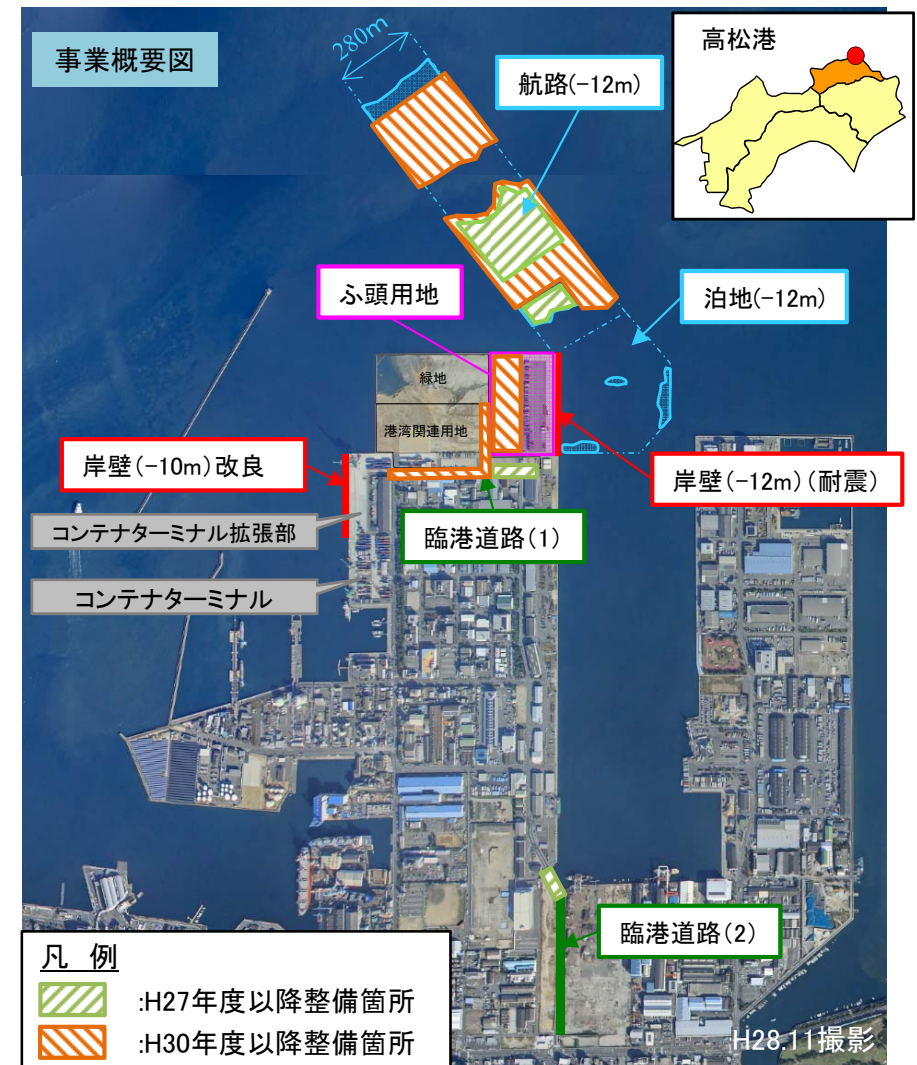 事業概要図
280m
高松港
航路(-12m)
ふ頭用地
泊地(-12m)
緑地
港湾関連用地
岸壁(-10m)改良
岸壁(-12m)(耐震)
コンテナターミナル拡張部
臨港道路(1)
コンテナターミナル
臨港道路(2)
凡 例
:H27年度以降整備箇所
:H30年度以降整備箇所
H28.11撮影